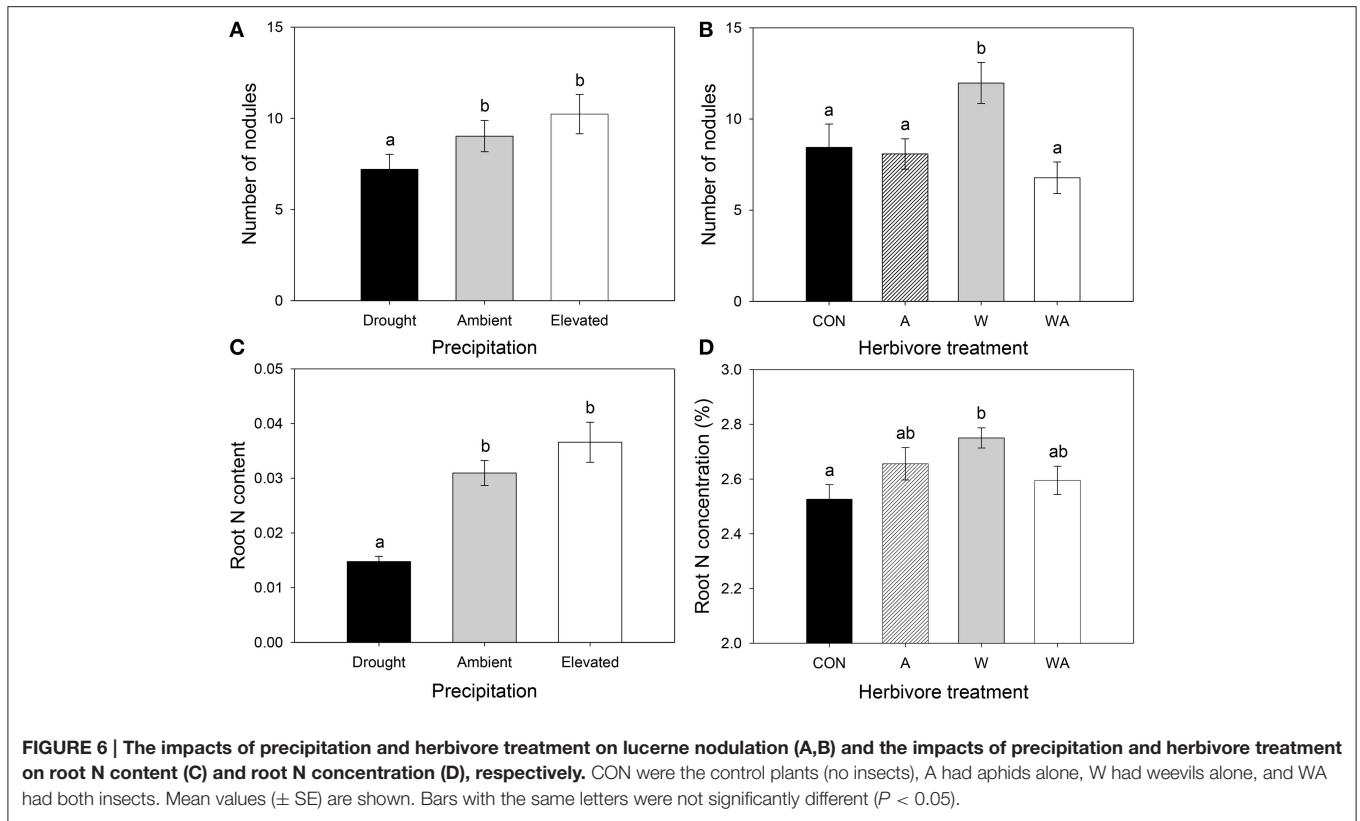 A
15
10
5
0
Number of nodules
a
b
b
Drought Ambient Elevated
Precipitation
B
15
10
5
0
Number of nodules
a
a
b
a
CON A W WA
Herbivore treatment
C
0.05
0.04
0.03
0.02
0.01
0.00
Root N content
a
b
b
Drought Ambient Elevated
Precipitation
D
3.0
2.8
2.6
2.4
2.2
2.0
Root N concentration (%)
a
ab
b
ab
CON A W WA
Herbivore treatment
FIGURE 6 | The impacts of precipitation and herbivore treatment on lucerne nodulation (A,B) and the impacts of precipitation and herbivore treatment
on root N content (C) and root N concentration (D), respectively. CON were the control plants (no insects), A had aphids alone, W had weevils alone, and WA
had both insects. Mean values (± SE) are shown. Bars with the same letters were not significantly different (P < 0.05).